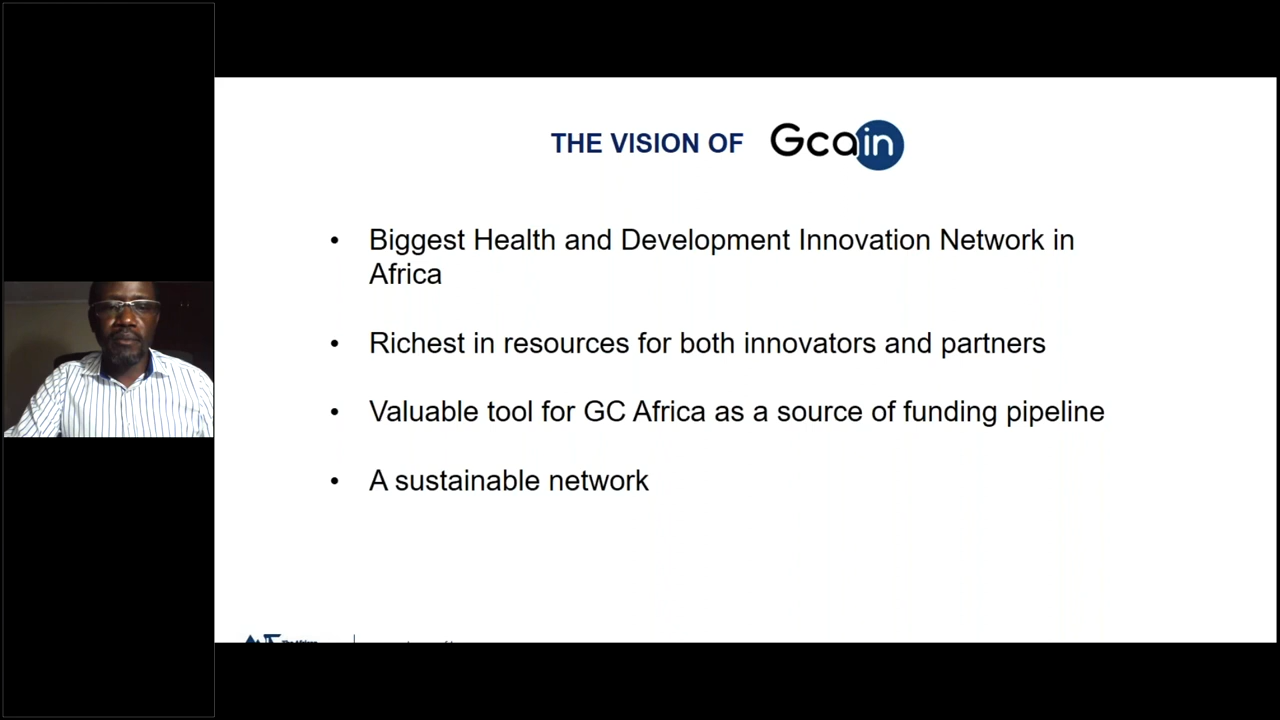 THE VISION OF Gcain
• Biggest Health and Development Innovation Network in
Africa
• Richest in resources for both innovators and partners
• Valuable tool for GC Africa as a source of funding pipeline
• A sustainable network